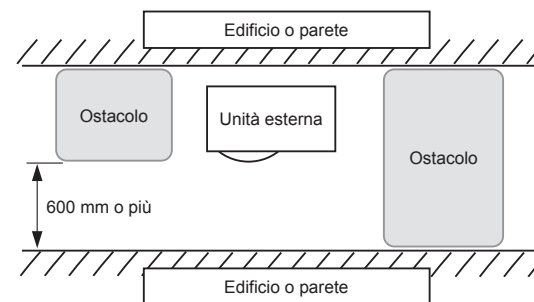 Edificio o parete
Ostacolo
Unità esterna
Ostacolo
600 mm o più
Edificio o parete